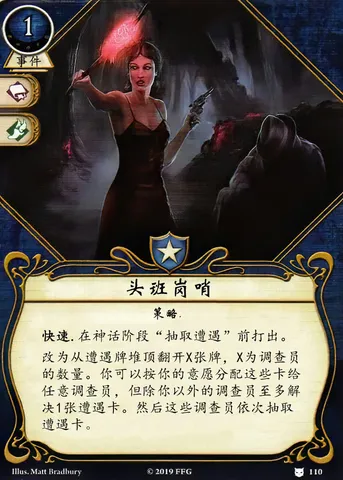 1
事件
头班岗哨
策略.
快速.在神话阶段“抽取遭遇”前打出。
改为从遭遇牌堆顶翻开X张牌，X为调查员
的数量。你可以按你的意愿分配这些卡给
任意调查员，但除你以外的调查员至多解
决1张遭遇卡。然后这些调查员依次抽取
遭遇卡。
Illus. Matt Bradbury
© 2019 FFG
110